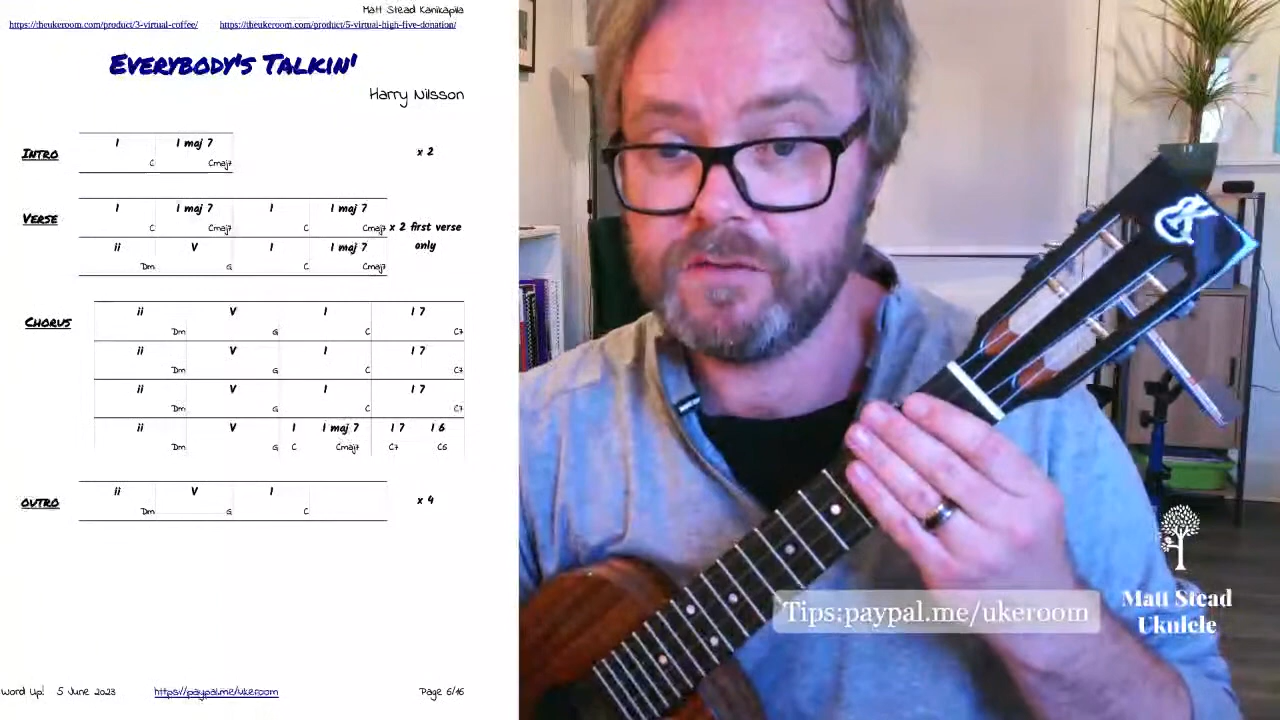 Matt Stead Kanikapila
https://theukeroom.com/product/3-virtual-coffee/ https://theukeroom.com/product/5-virtual-high-five-donation/
Everybody's Talkin'
Harry Nilsson
Intro
I I maj 7
C Cmaj7
x 2
Verse
I I maj 7 I I maj 7
C Cmaj7 C Cmaj7
x 2 first verse only
ii V I I maj 7
Dm G C Cmaj7
Chorus
ii V I I 7
Dm G C C7
ii V I I 7
Dm G C C7
ii V I I 7
Dm G C C7
ii V I I maj 7 I 7 I 6
Dm G C Cmaj7 C7 C6
Outro
ii V I
Dm G C
x 4
Word Up! 5 June 2023 https://paypal.me/ukeroom Page 6/16
Tips:paypal.me/ukeroom
Matt Stead
Ukulele